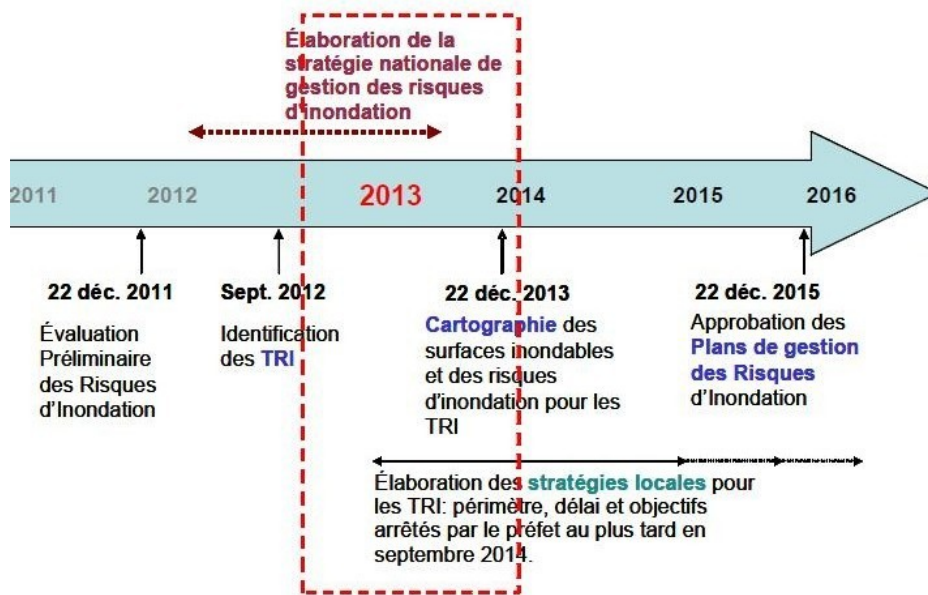 Élaboration de la
stratégie nationale de
gestion des risques
d'inondation
2011 2012 2013 2014 2015 2016
22 déc. 2011
Évaluation
Préliminaire
des Risques
d'Inondation
Sept. 2012
Identification
des TRI
22 déc. 2013
Cartographie des
surfaces inondables
et des risques
d'inondation pour les
TRI
22 déc. 2015
Approbation des
Plans de gestion
des Risques
d'Inondation
Élaboration des stratégies locales pour
les TRI: périmètre, délai et objectifs
arrêtés par le préfet au plus tard en
septembre 2014.